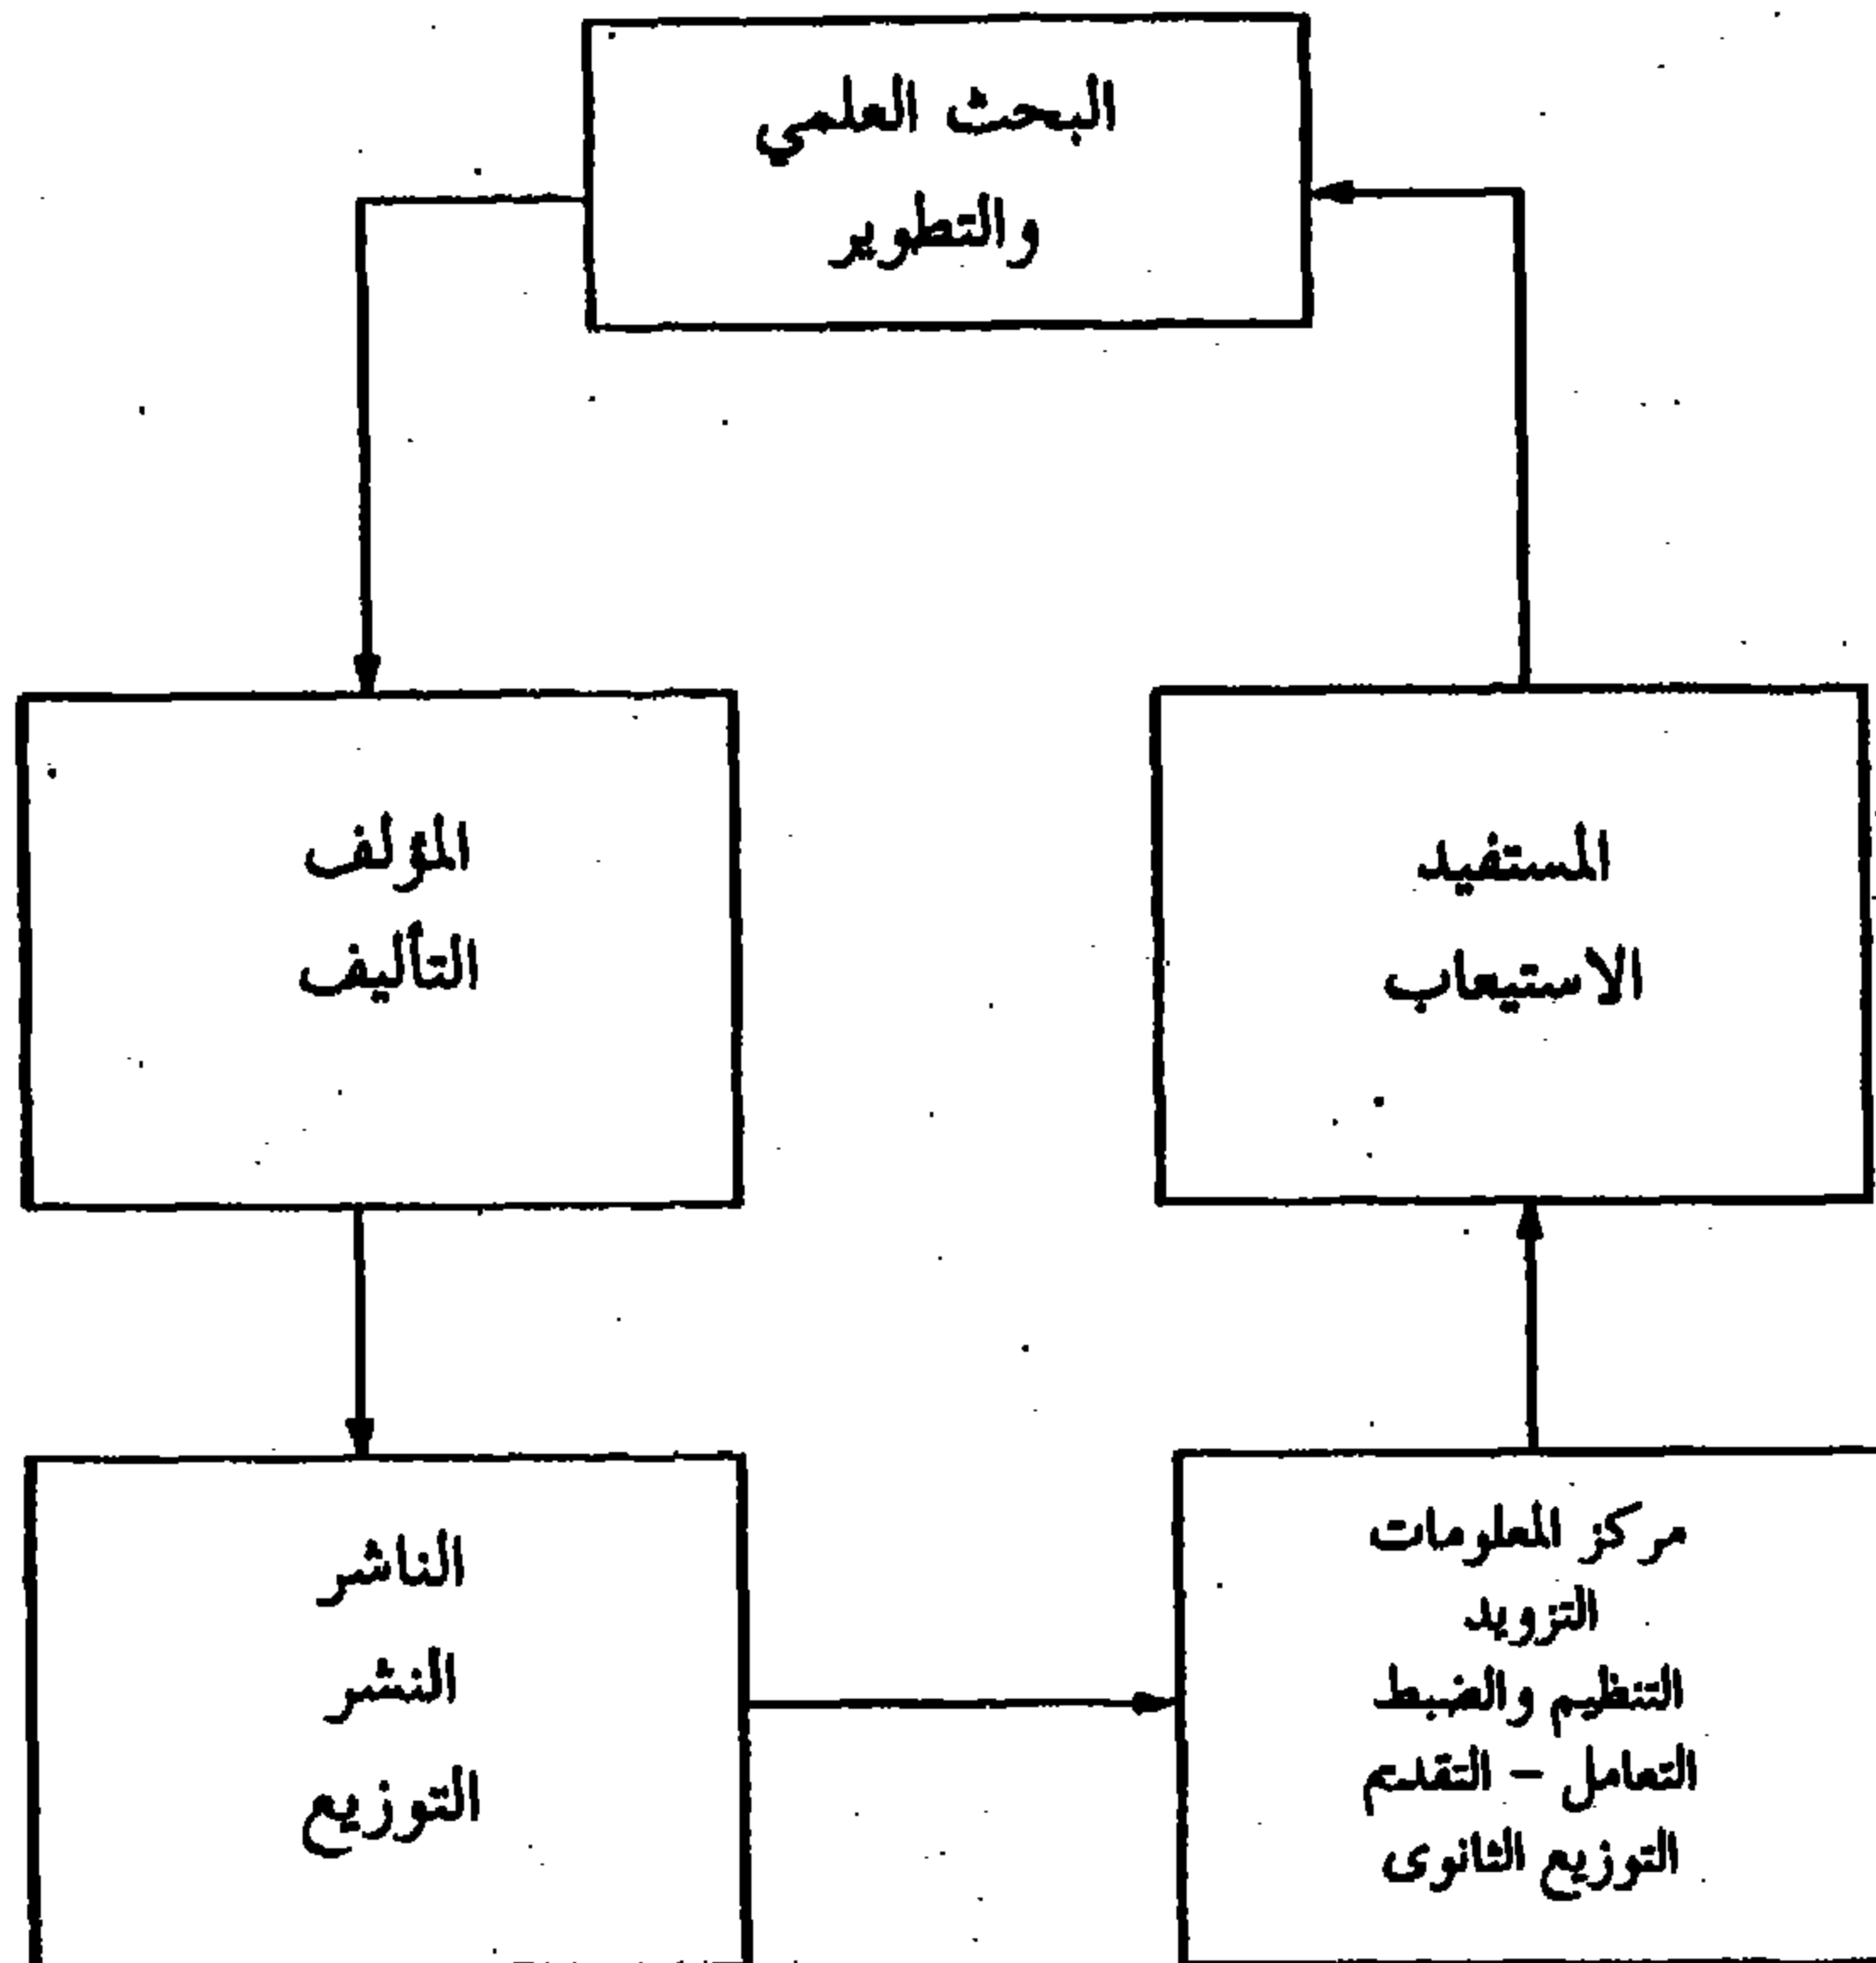 البحث العلمي
والتطوير
المستفيد
الاستيعاب
المؤلف
التأليف
مركز المعلومات
التزويد
التنظيم والضبط
التعامل – التقديم
التوزيع الثانوى
الناشر
النشر
التوزيع